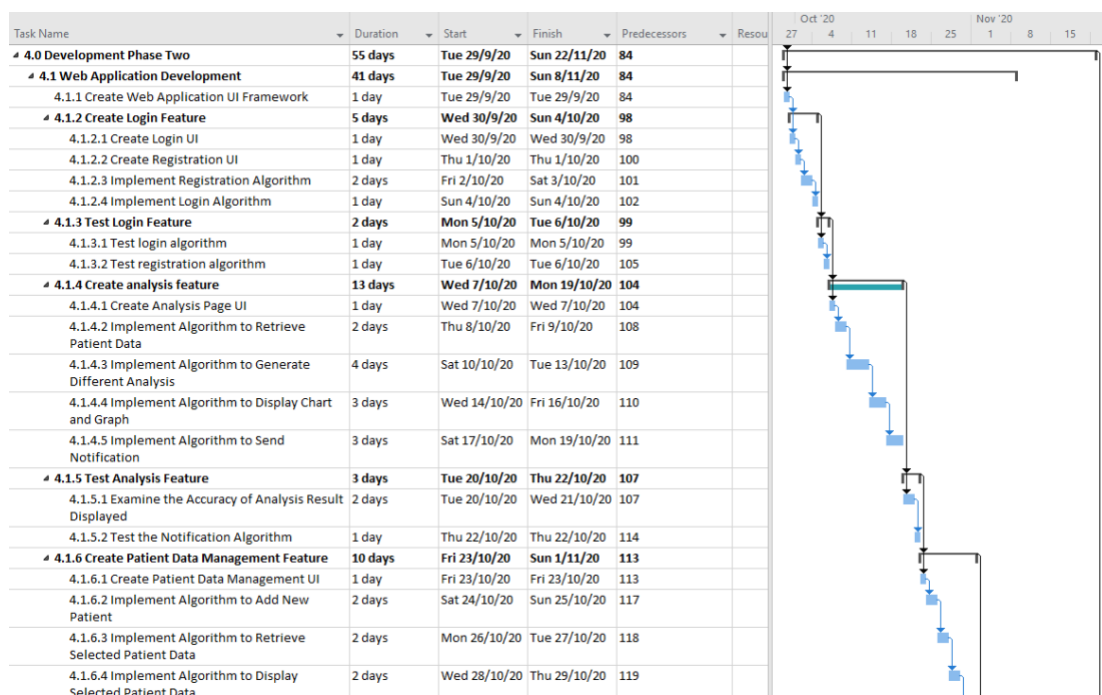 Oct '20 Nov '20
Task Name Duration Start Finish Predecessors Resou 27 4 11 18 25 1 8 15
4.0 Development Phase Two 55 days Tue 29/9/20 Sun 22/11/20 84
4.1 Web Application Development 41 days Tue 29/9/20 Sun 8/11/20 84
4.1.1 Create Web Application UI Framework 1 day Tue 29/9/20 Tue 29/9/20 84
4.1.2 Create Login Feature 5 days Wed 30/9/20 Sun 4/10/20 98
4.1.2.1 Create Login UI 1 day Wed 30/9/20 Wed 30/9/20 98
4.1.2.2 Create Registration UI 1 day Thu 1/10/20 Thu 1/10/20 100
4.1.2.3 Implement Registration Algorithm 2 days Fri 2/10/20 Sat 3/10/20 101
4.1.2.4 Implement Login Algorithm 1 day Sun 4/10/20 Sun 4/10/20 102
4.1.3 Test Login Feature 2 days Mon 5/10/20 Tue 6/10/20 99
4.1.3.1 Test login algorithm 1 day Mon 5/10/20 Mon 5/10/20 99
4.1.3.2 Test registration algorithm 1 day Tue 6/10/20 Tue 6/10/20 105
4.1.4 Create analysis feature 13 days Wed 7/10/20 Mon 19/10/20 104
4.1.4.1 Create Analysis Page UI 1 day Wed 7/10/20 Wed 7/10/20 104
4.1.4.2 Implement Algorithm to Retrieve 2 days Thu 8/10/20 Fri 9/10/20 108
Patient Data
4.1.4.3 Implement Algorithm to Generate 4 days Sat 10/10/20 Tue 13/10/20 109
Different Analysis
4.1.4.4 Implement Algorithm to Display Chart 3 days Wed 14/10/20 Fri 16/10/20 110
and Graph
4.1.4.5 Implement Algorithm to Send 3 days Sat 17/10/20 Mon 19/10/20 111
Notification
4.1.5 Test Analysis Feature 3 days Tue 20/10/20 Thu 22/10/20 107
4.1.5.1 Examine the Accuracy of Analysis Result 2 days Tue 20/10/20 Wed 21/10/20 107
Displayed
4.1.5.2 Test the Notification Algorithm 1 day Thu 22/10/20 Thu 22/10/20 114
4.1.6 Create Patient Data Management Feature 10 days Fri 23/10/20 Sun 1/11/20 113
4.1.6.1 Create Patient Data Management UI 1 day Fri 23/10/20 Fri 23/10/20 113
4.1.6.2 Implement Algorithm to Add New 2 days Sat 24/10/20 Sun 25/10/20 117
Patient
4.1.6.3 Implement Algorithm to Retrieve 2 days Mon 26/10/20 Tue 27/10/20 118
Selected Patient Data
4.1.6.4 Implement Algorithm to Display 2 days Wed 28/10/20 Thu 29/10/20 119
Selected Patient Data